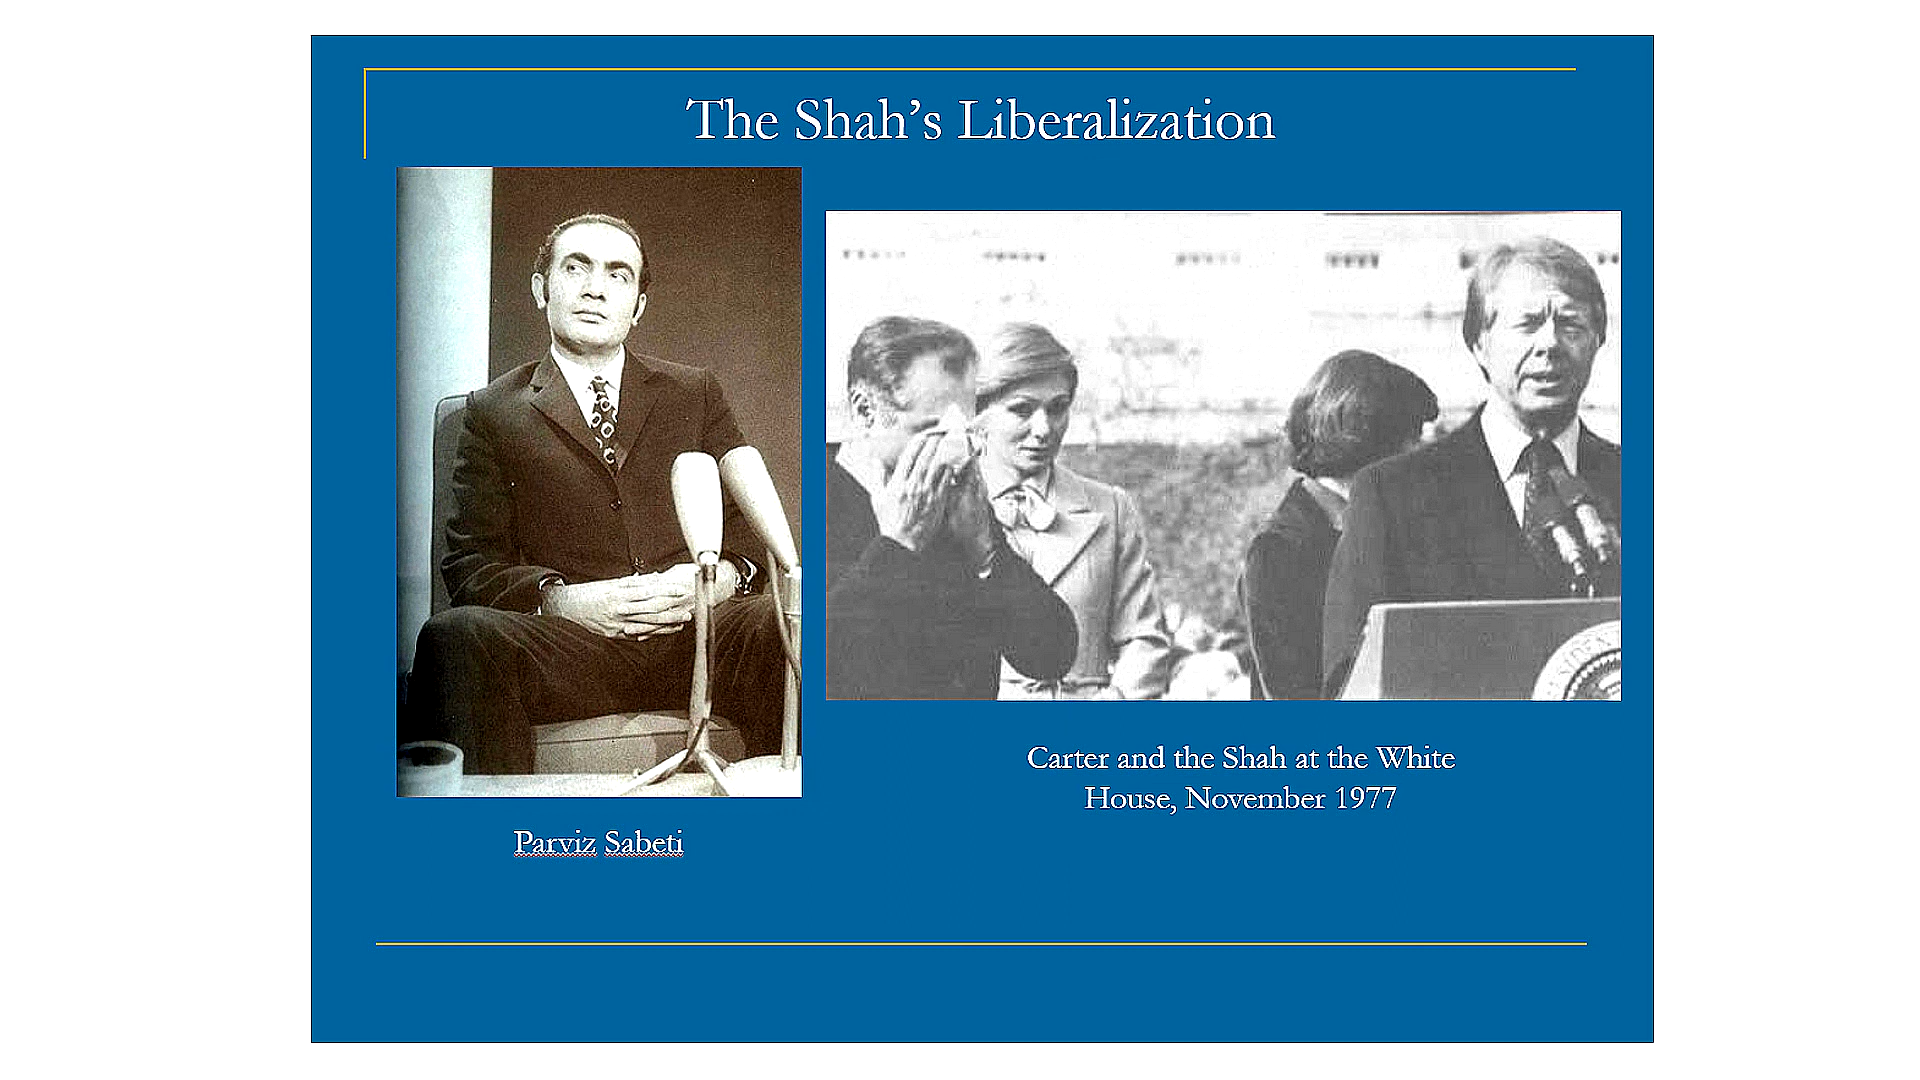 The Shah’s Liberalization
Carter and the Shah at the White
House, November 1977
Parviz Sabeti